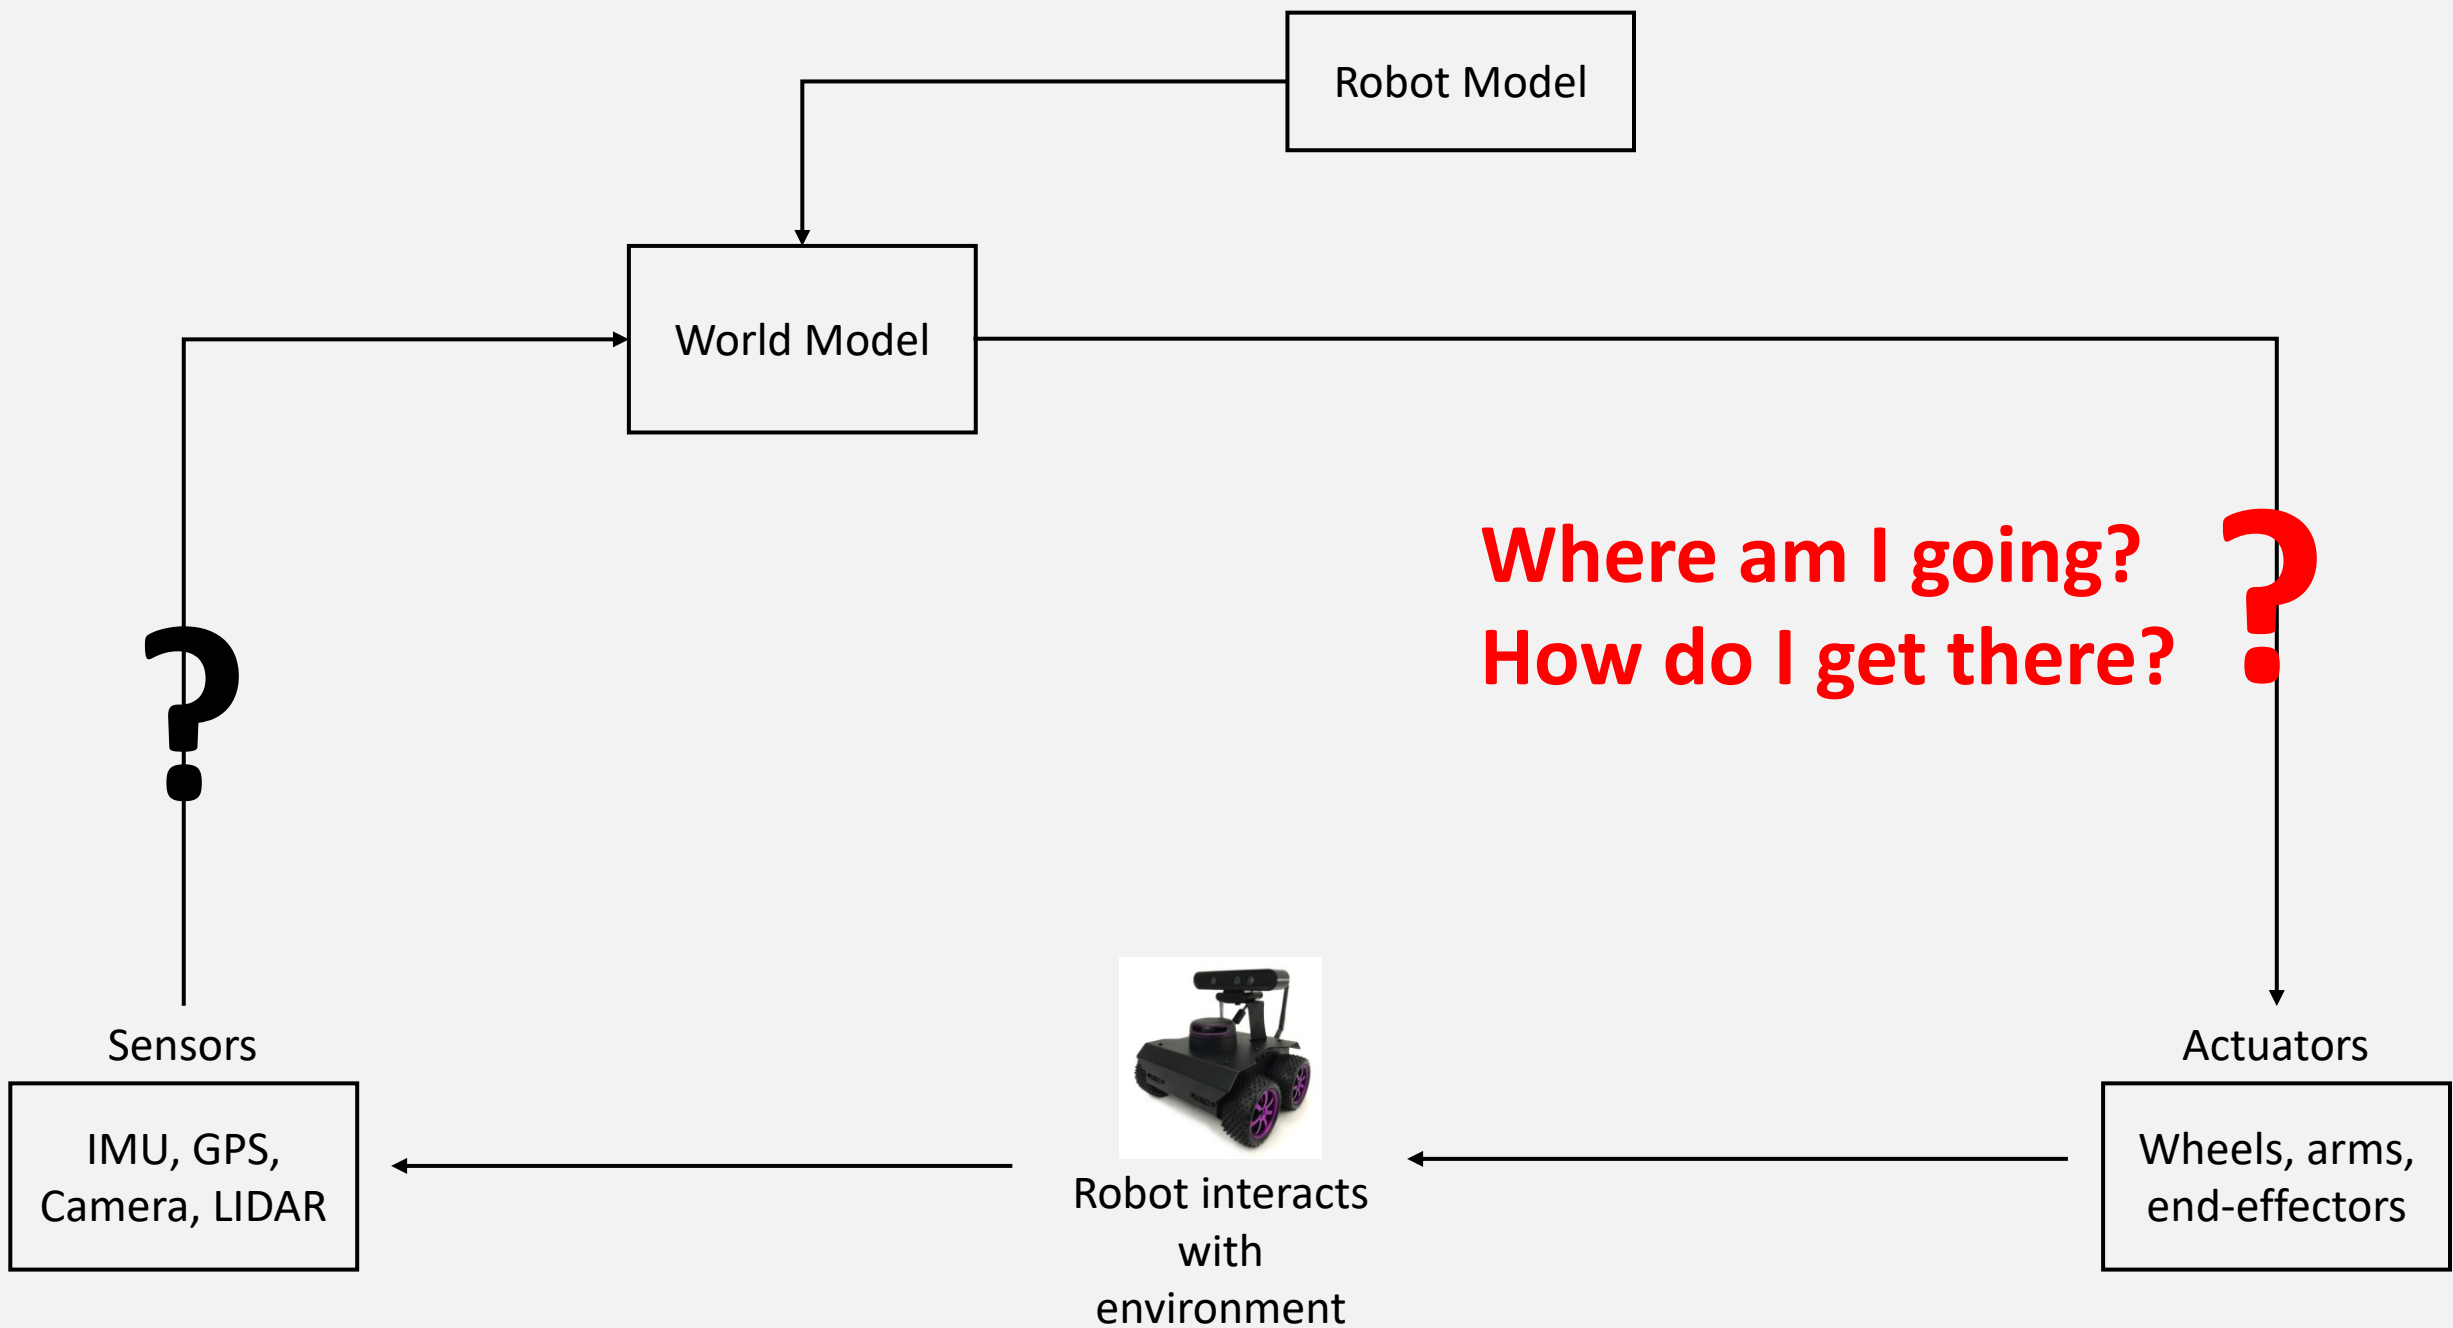 Robot Model
World Model
Where am I going?
How do I get there?
?
?
Sensors
IMU, GPS,
Camera, LIDAR
Robot interacts
with
environment
Actuators
Wheels, arms,
end-effectors